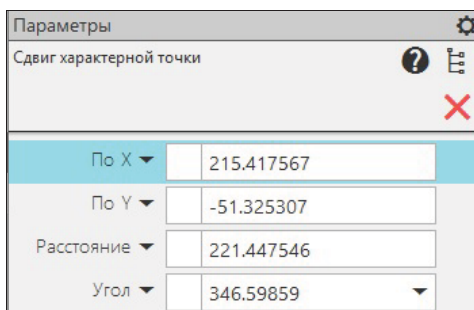 Параметры
Сдвиг характерной точки
По X 215.417567
По Y -51.325307
Расстояние 221.447546
Угол 346.59859